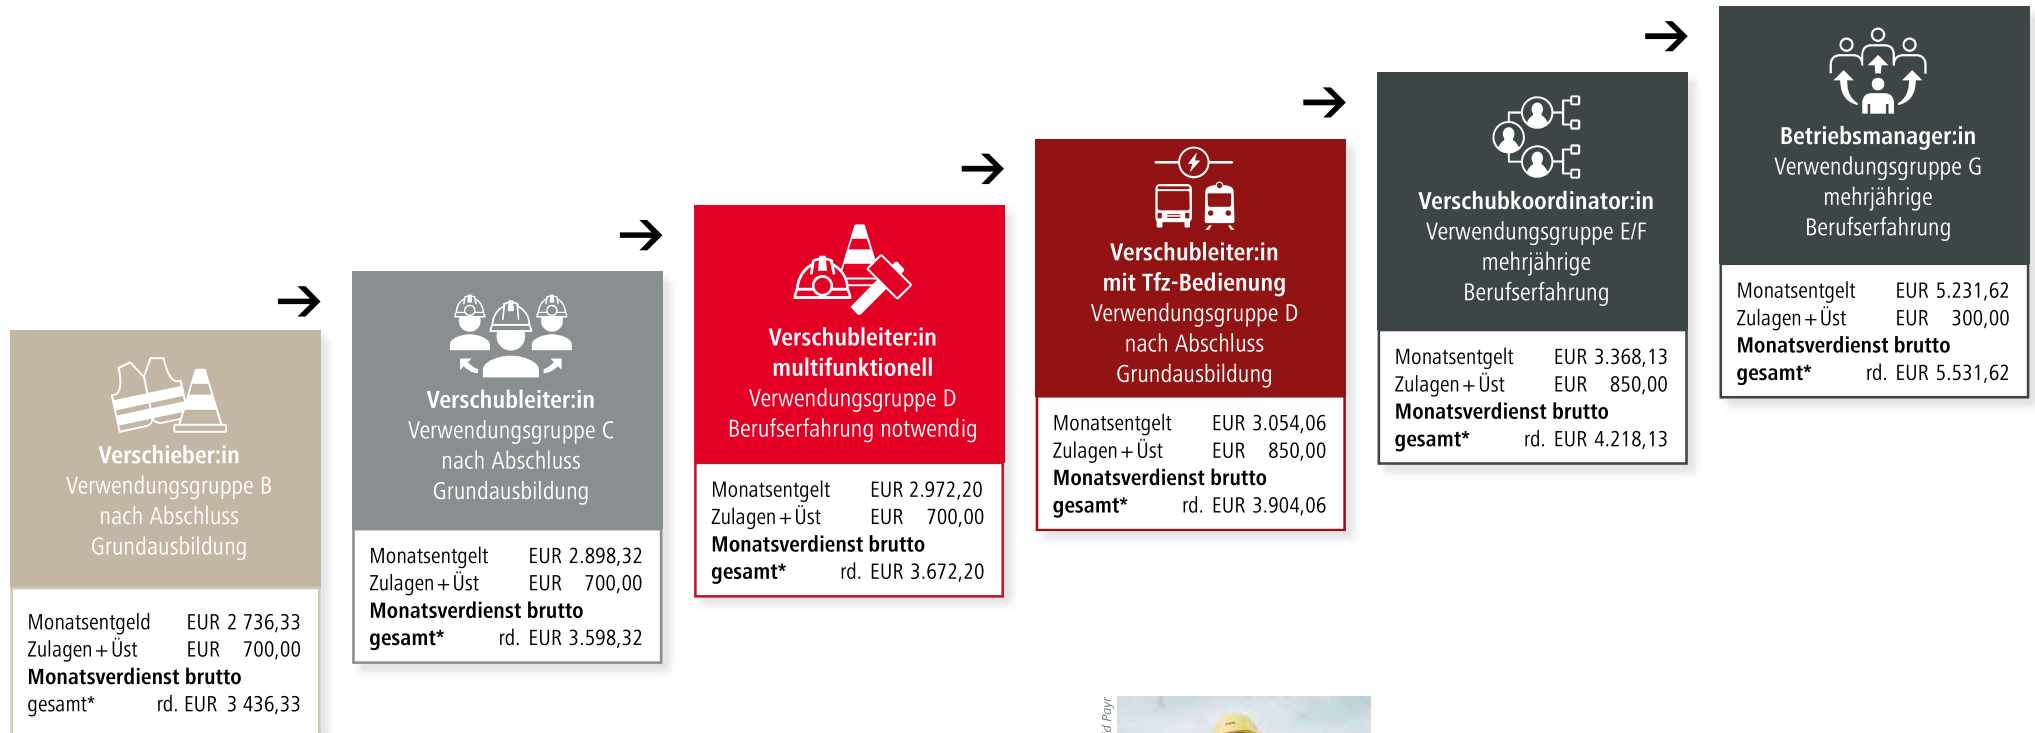 Verschieber:in
Verwendungsgruppe B
nach Abschluss
Grundausbildung
Monatsentgeld EUR 2 736,33
Zulagen+Üst EUR 700,00
Monatsverdienst brutto
gesamt* rd. EUR 3 436,33
Verschubleiter:in
Verwendungsgruppe C
nach Abschluss
Grundausbildung
Monatsentgelt EUR 2.898,32
Zulagen+Üst EUR 700,00
Monatsverdienst brutto
gesamt* rd. EUR 3.598,32
Verschubleiter:in
multifunktionell
Verwendungsgruppe D
Berufserfahrung notwendig
Monatsentgelt EUR 2.972,20
Zulagen+Üst EUR 700,00
Monatsverdienst brutto
gesamt* rd. EUR 3.672,20
Verschubleiter:in
mit Tfz-Bedienung
Verwendungsgruppe D
nach Abschluss
Grundausbildung
Monatsentgelt EUR 3.054,06
Zulagen+Üst EUR 850,00
Monatsverdienst brutto
gesamt* rd. EUR 3.904,06
Verschubkoordinator:in
Verwendungsgruppe E/F
mehrjährige
Berufserfahrung
Monatsentgelt EUR 3.368,13
Zulagen+Üst EUR 850,00
Monatsverdienst brutto
gesamt* rd. EUR 4.218,13
Betriebsmanager:in
Verwendungsgruppe G
mehrjährige
Berufserfahrung
Monatsentgelt EUR 5.231,62
Zulagen+Üst EUR 300,00
Monatsverdienst brutto
gesamt* rd. EUR 5.531,62
Payr